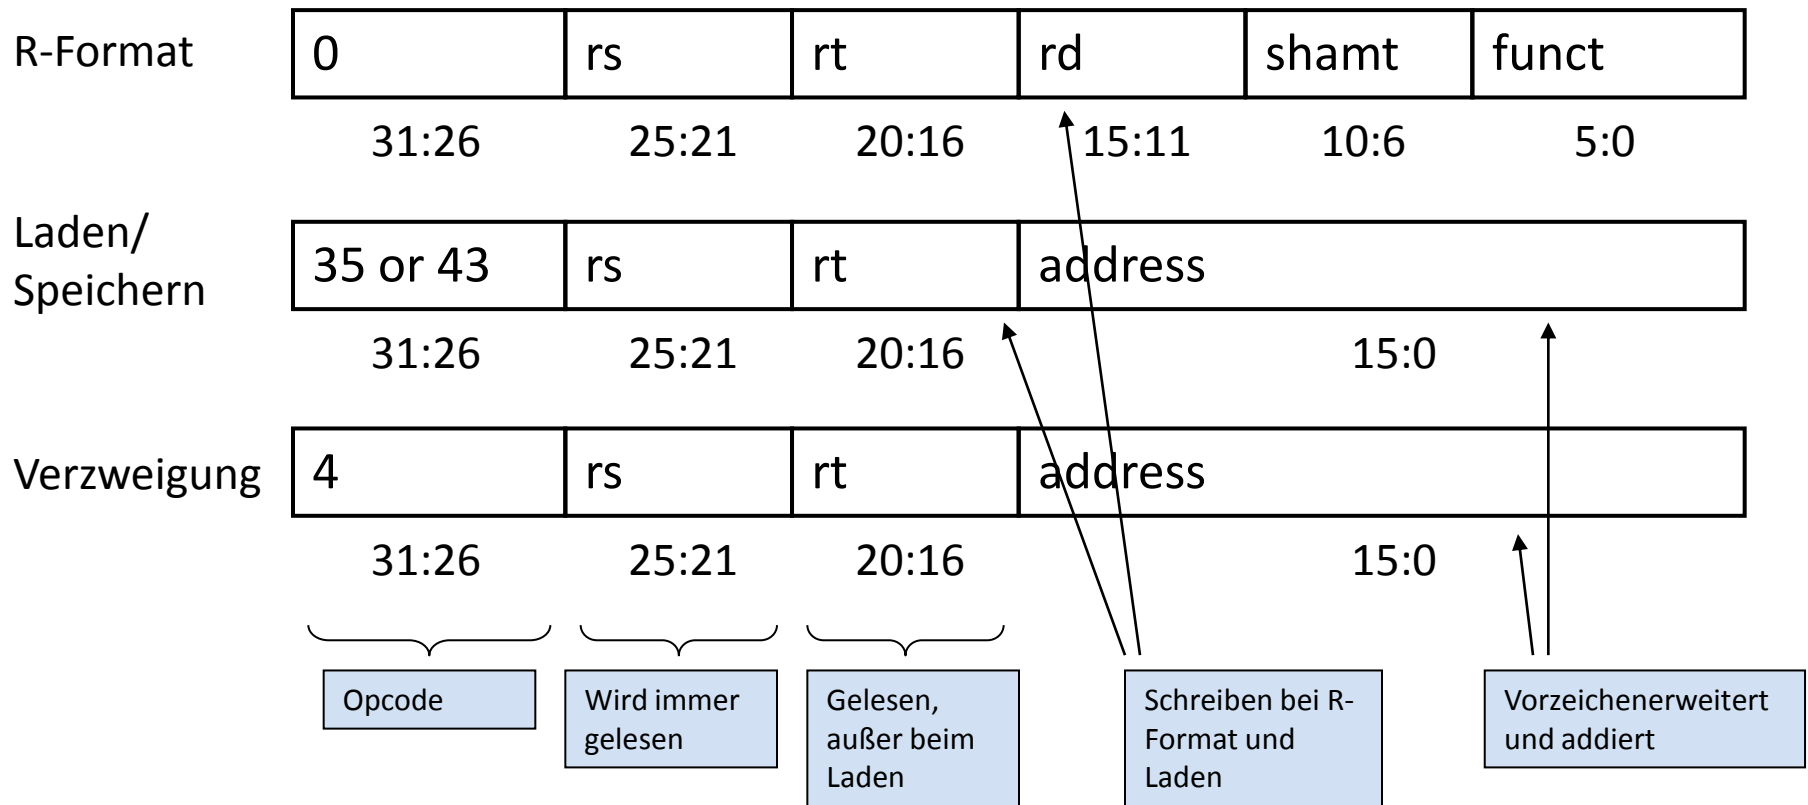 R-Format
0 rs rt rd shamt funct
31:26 25:21 20:16 15:11 10:6 5:0
Laden/
Speichern
35 or 43 rs rt address
31:26 25:21 20:16 15:0
Verzweigung
4 rs rt address
31:26 25:21 20:16 15:0
Opcode
Wird immer
gelesen
Gelesen,
außer beim
Laden
Schreiben bei R-
Format und
Laden
Vorzeichenerweitert
und addiert